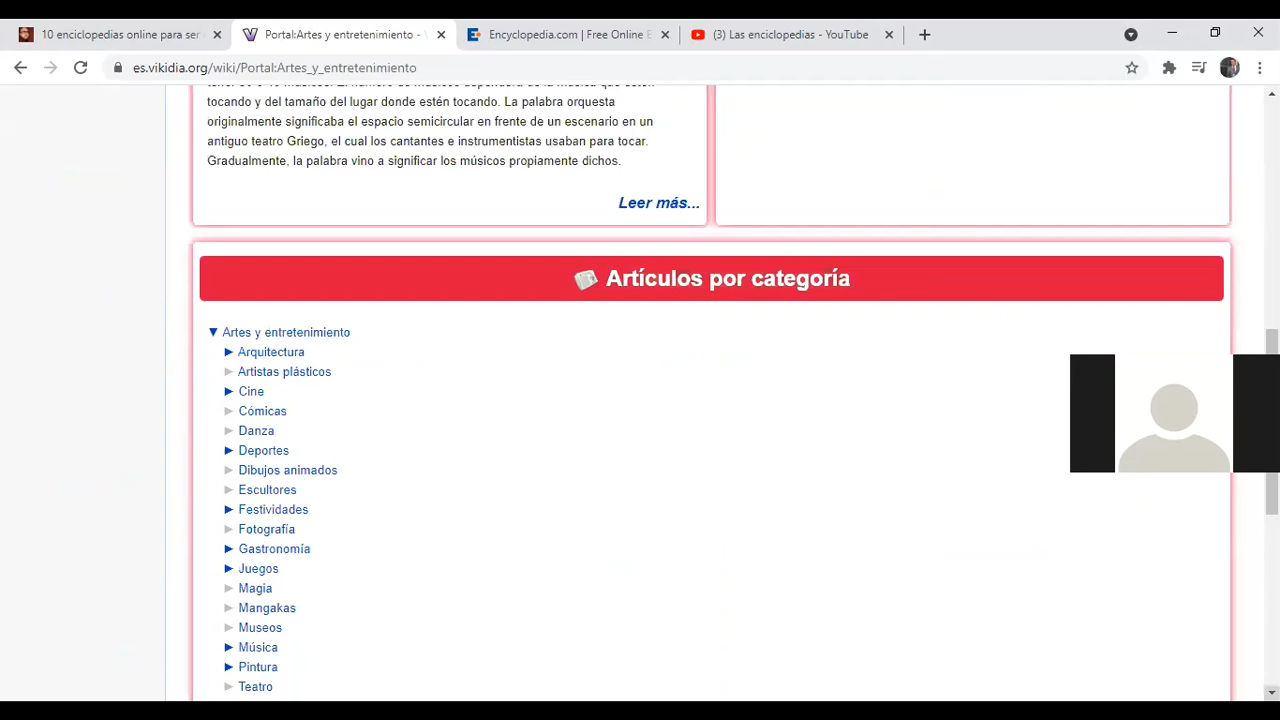 10 enciclopedias online para ser
Portal:Artes y entretenimiento -
Encyclopedia.com | Free Online E
(3) Las enciclopedias - YouTube
es.vikidia.org/wiki/Portal:Artes_y_entretenimiento
tocando y del tamaño del lugar donde estén tocando. La palabra orquesta
originalmente significaba el espacio semicircular en frente de un escenario en un
antiguo teatro Griego, el cual los cantantes e instrumentistas usaban para tocar.
Gradualmente, la palabra vino a significar los músicos propiamente dichos.
Leer más...
Artículos por categoría
Artes y entretenimiento
Arquitectura
Artistas plásticos
Cine
Cómicas
Danza
Deportes
Dibujos animados
Escultores
Festividades
Fotografía
Gastronomía
Juegos
Magia
Mangakas
Museos
Música
Pintura
Teatro